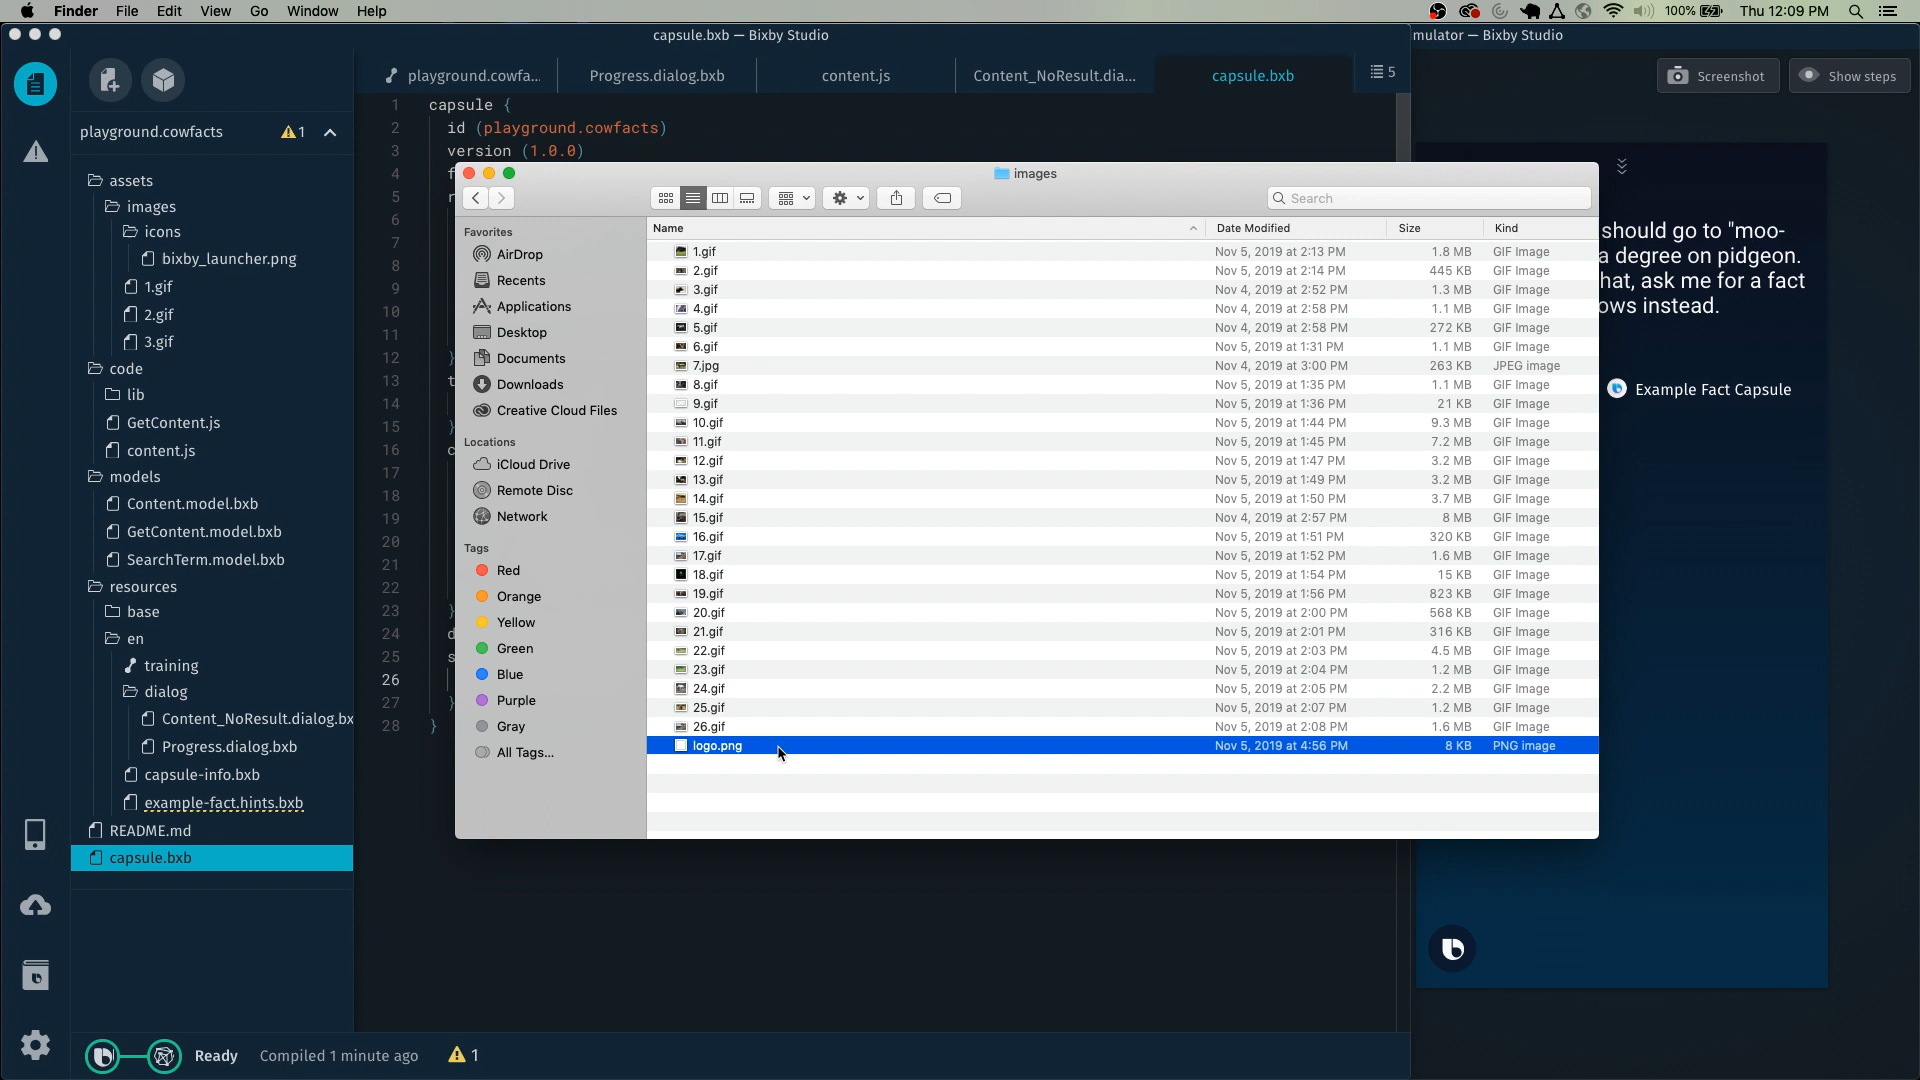 Finder File Edit View Go Window Help
100% Thu 12:09 PM
capsule.bxb — Bixby Studio
mulator — Bixby Studio
playground.cowfa...
Progress.dialog.bxb
content.js
Content_NoResult.dia...
capsule.bxb
5
Screenshot
Show steps
playground.cowfacts
1
assets
images
icons
bixby_launcher.png
1.gif
2.gif
3.gif
code
lib
GetContent.js
content.js
models
Content.model.bxb
GetContent.model.bxb
SearchTerm.model.bxb
resources
base
en
training
dialog
Content_NoResult.dialog.bx
Progress.dialog.bxb
capsule-info.bxb
example-fact.hints.bxb
README.md
capsule.bxb
Ready
Compiled 1 minute ago
1
1 capsule {
2 id (playground.cowfacts)
3 version (1.0.0)
4 f
5 r
6
7
8
9
10
11
12 }
13 t
14
15 }
16 c
17
18
19
20
21
22
23 }
24 d
25 s
26
27 }
28 }
images
Search
Favorites
AirDrop
Recents
Applications
Desktop
Documents
Downloads
Creative Cloud Files
Locations
iCloud Drive
Remote Disc
Network
Tags
Red
Orange
Yellow
Green
Blue
Purple
Gray
All Tags...
Name Date Modified Size Kind
1.gif Nov 5, 2019 at 2:13 PM 1.8 MB GIF Image
2.gif Nov 5, 2019 at 2:14 PM 445 KB GIF Image
3.gif Nov 4, 2019 at 2:52 PM 1.3 MB GIF Image
4.gif Nov 4, 2019 at 2:58 PM 1.1 MB GIF Image
5.gif Nov 4, 2019 at 2:58 PM 272 KB GIF Image
6.gif Nov 5, 2019 at 1:31 PM 1.1 MB GIF Image
7.jpg Nov 4, 2019 at 3:00 PM 263 KB JPEG image
8.gif Nov 5, 2019 at 1:35 PM 1.1 MB GIF Image
9.gif Nov 5, 2019 at 1:36 PM 21 KB GIF Image
10.gif Nov 5, 2019 at 1:44 PM 9.3 MB GIF Image
11.gif Nov 5, 2019 at 1:45 PM 7.2 MB GIF Image
12.gif Nov 5, 2019 at 1:47 PM 3.2 MB GIF Image
13.gif Nov 5, 2019 at 1:49 PM 3.2 MB GIF Image
14.gif Nov 5, 2019 at 1:50 PM 3.7 MB GIF Image
15.gif Nov 4, 2019 at 2:57 PM 8 MB GIF Image
16.gif Nov 5, 2019 at 1:51 PM 320 KB GIF Image
17.gif Nov 5, 2019 at 1:52 PM 1.6 MB GIF Image
18.gif Nov 5, 2019 at 1:54 PM 15 KB GIF Image
19.gif Nov 5, 2019 at 1:56 PM 823 KB GIF Image
20.gif Nov 5, 2019 at 2:00 PM 568 KB GIF Image
21.gif Nov 5, 2019 at 2:01 PM 316 KB GIF Image
22.gif Nov 5, 2019 at 2:03 PM 4.5 MB GIF Image
23.gif Nov 5, 2019 at 2:04 PM 1.2 MB GIF Image
24.gif Nov 5, 2019 at 2:05 PM 2.2 MB GIF Image
25.gif Nov 5, 2019 at 2:07 PM 1.2 MB GIF Image
26.gif Nov 5, 2019 at 2:08 PM 1.6 MB GIF Image
logo.png Nov 5, 2019 at 4:56 PM 8 KB PNG image
should go to "moo-
a degree on pidgeon.
hat, ask me for a fact
ows instead.
Example Fact Capsule